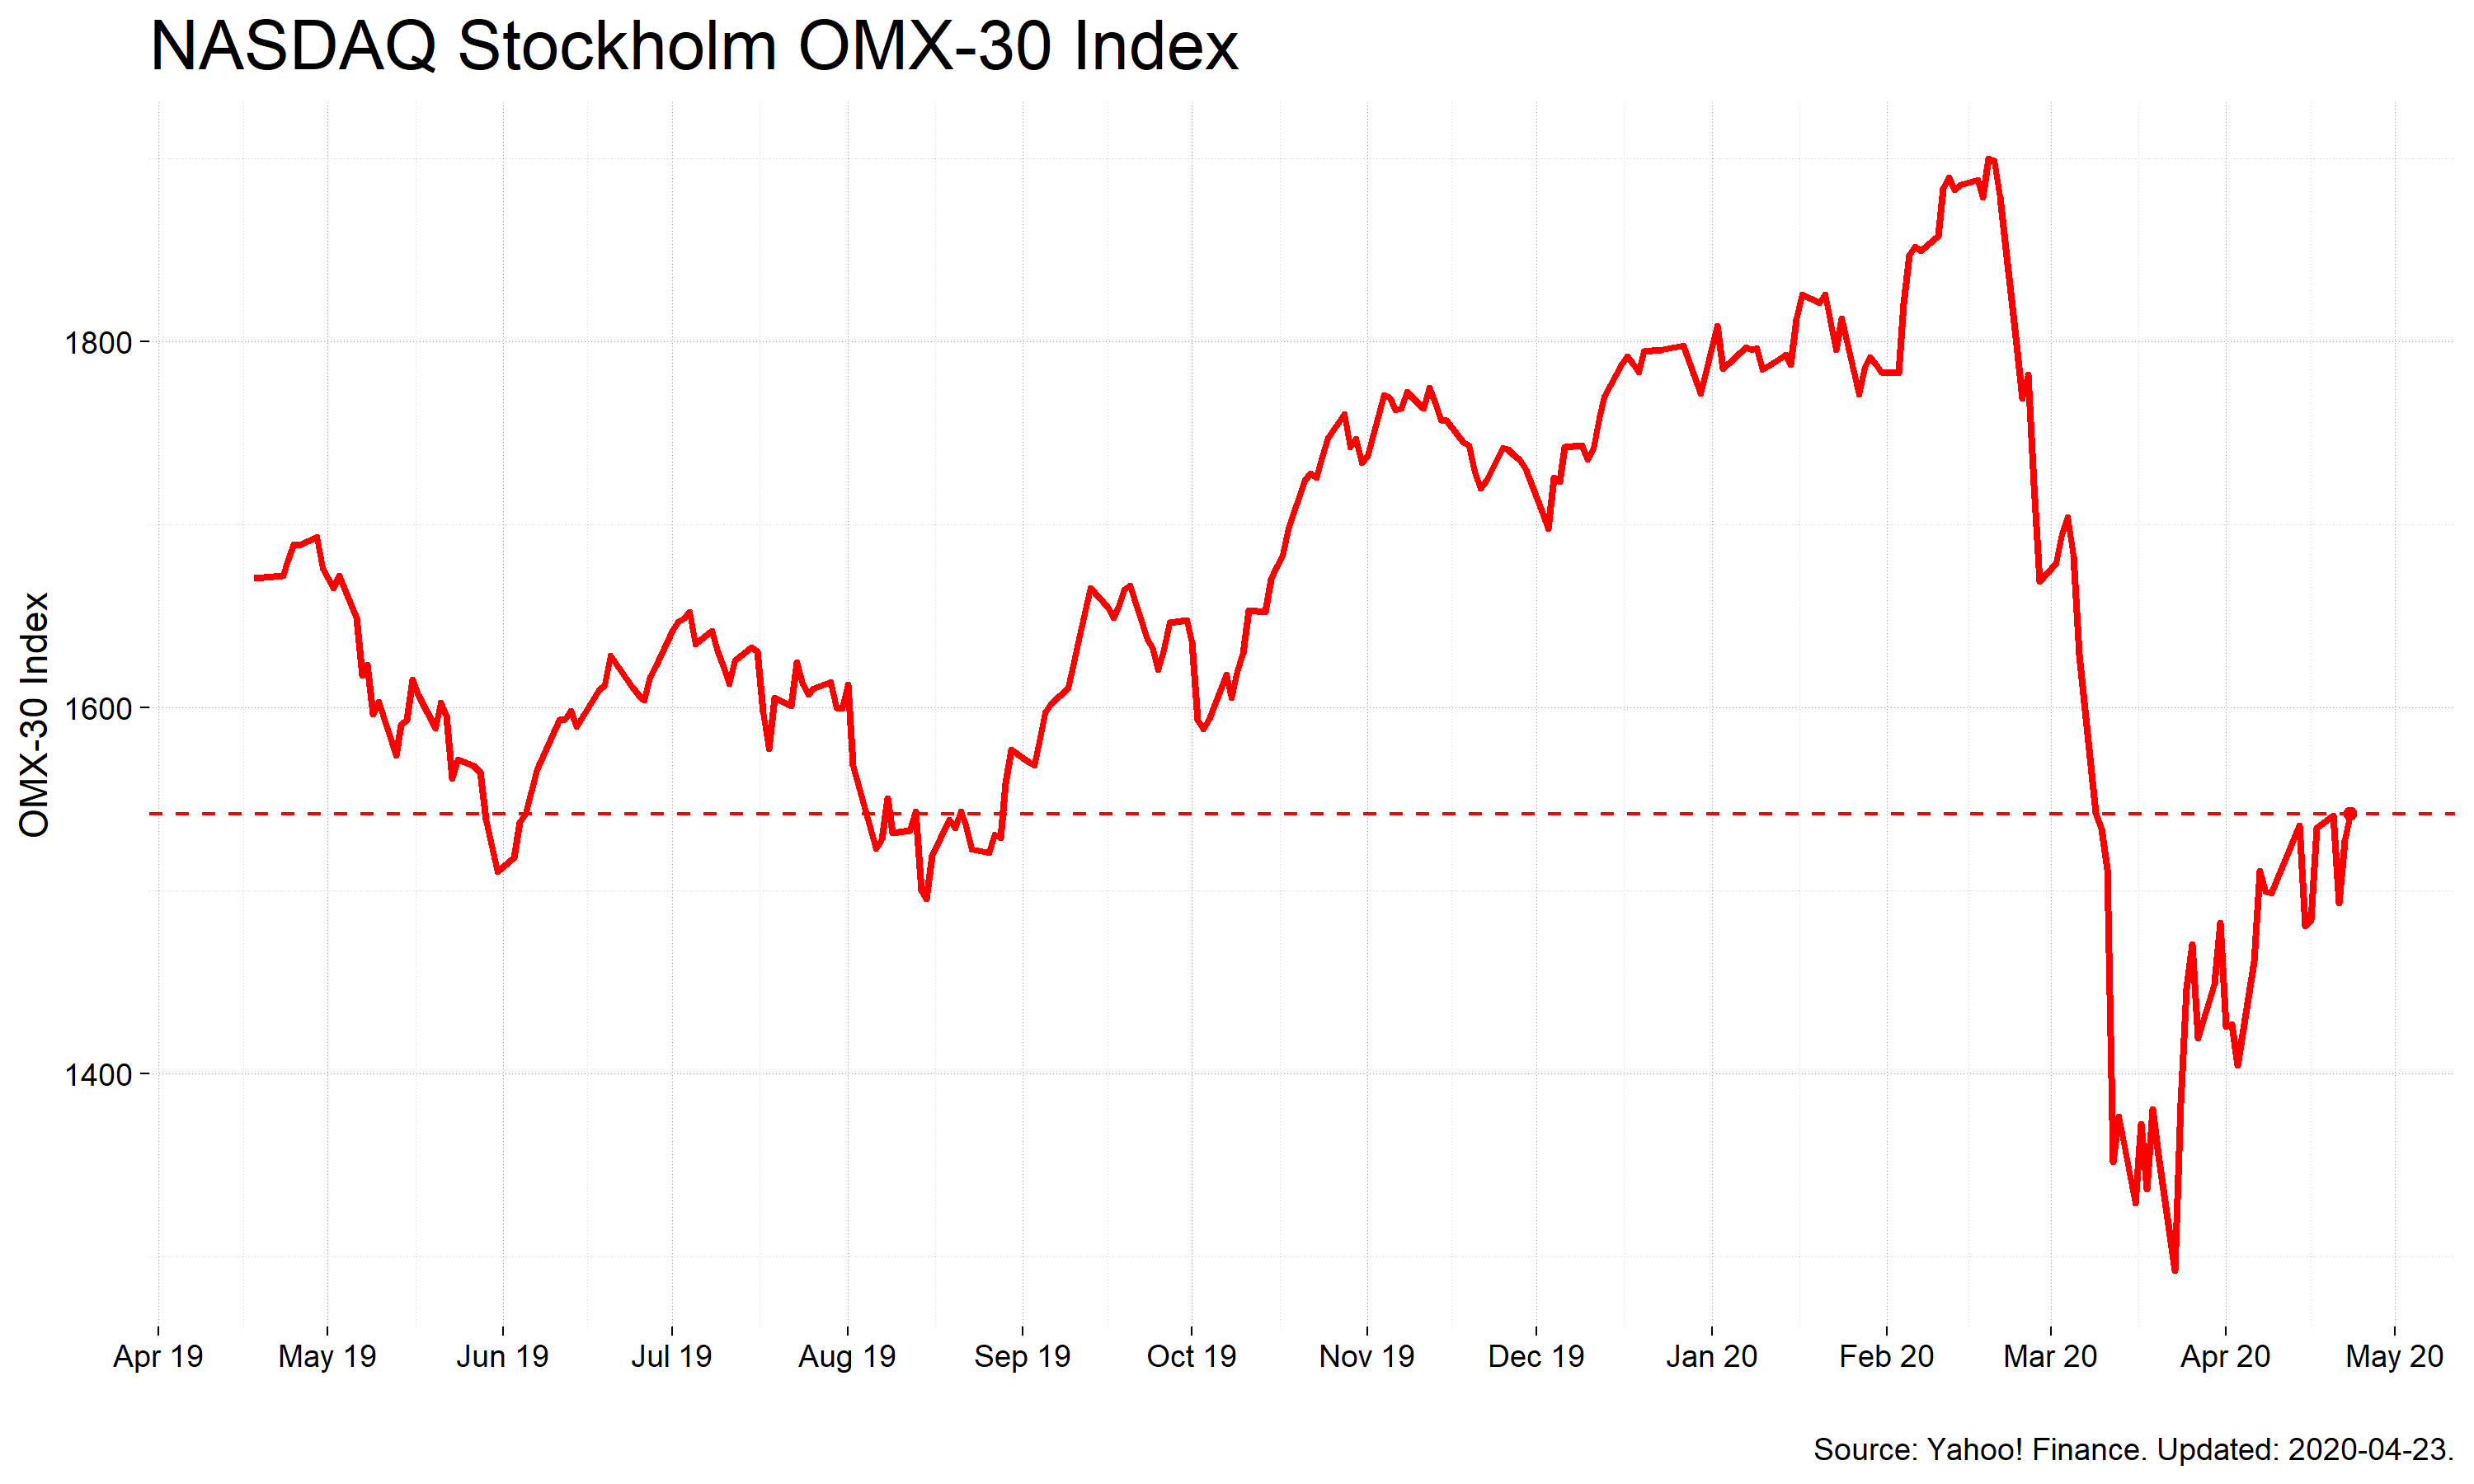 NASDAQ Stockholm OMX-30 Index
OMX-30 Index
1800
1600
1400
Apr 19 May 19 Jun 19 Jul 19 Aug 19 Sep 19 Oct 19 Nov 19 Dec 19 Jan 20 Feb 20 Mar 20 Apr 20 May 20
Source: Yahoo! Finance. Updated: 2020-04-23.